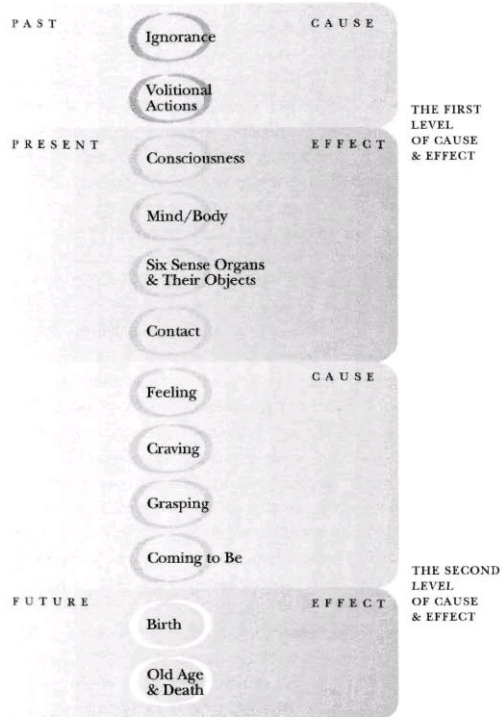 PAST
CAUSE
Ignorance
Volitional
Actions
THE FIRST
LEVEL
OF CAUSE
& EFFECT
PRESENT
EFFECT
Consciousness
Mind/Body
Six Sense Organs
& Their Objects
Contact
CAUSE
Feeling
Craving
Grasping
Coming to Be
THE SECOND
LEVEL
OF CAUSE
& EFFECT
FUTURE
EFFECT
Birth
Old Age
& Death